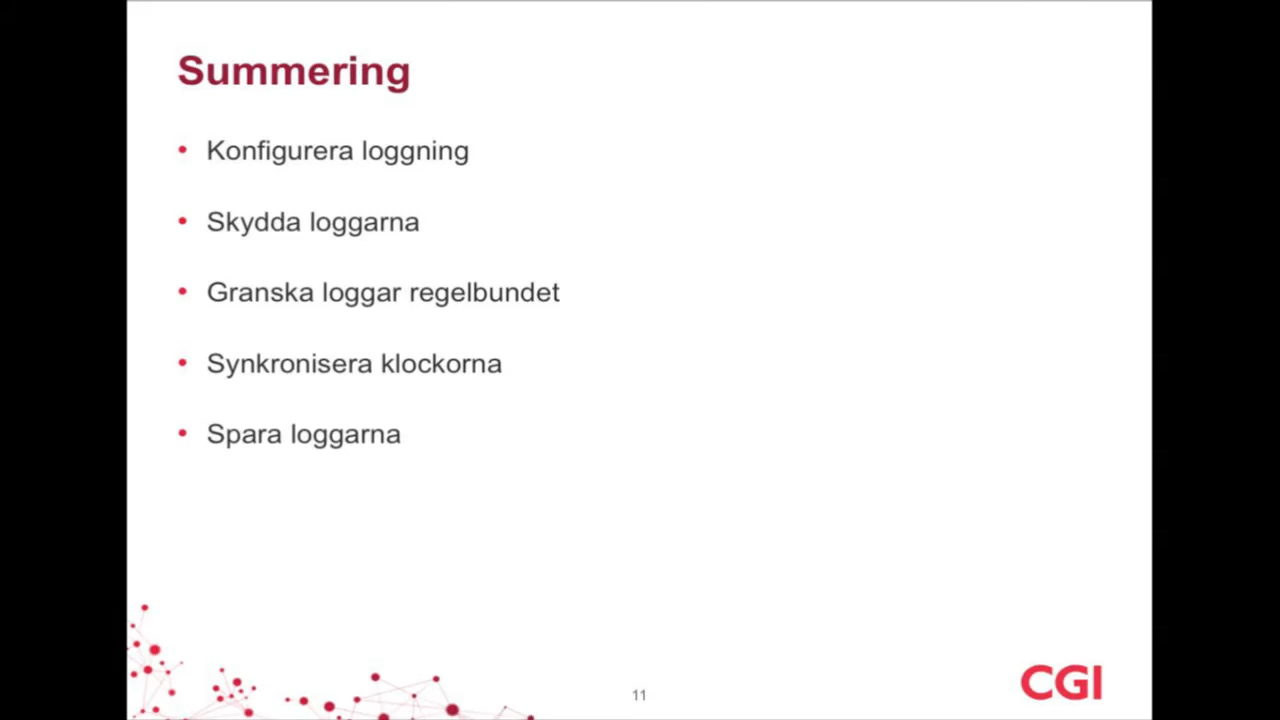 Summering
• Konfigurera loggning
• Skydda loggarna
• Granska loggar regelbundet
• Synkronisera klockorna
• Spara loggarna
11
CGI